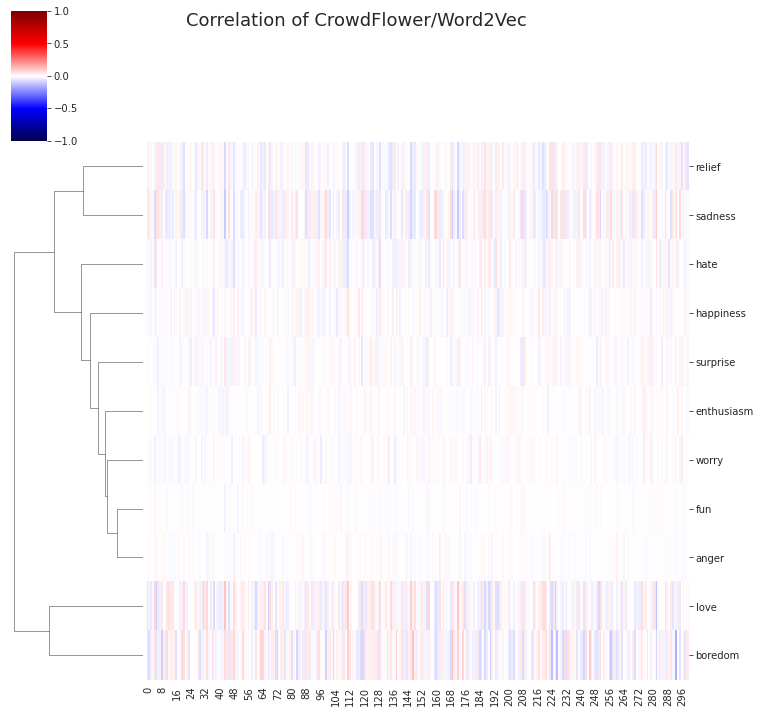 Correlation of CrowdFlower/Word2Vec
1.0
0.5
0.0
−0.5
−1.0
relief
sadness
hate
happiness
surprise
enthusiasm
worry
fun
anger
love
boredom
0 8 16 24 32 40 48 56 64 72 80 88 96 104 112 120 128 136 144 152 160 168 176 184 192 200 208 216 224 232 240 248 256 264 272 280 288 296